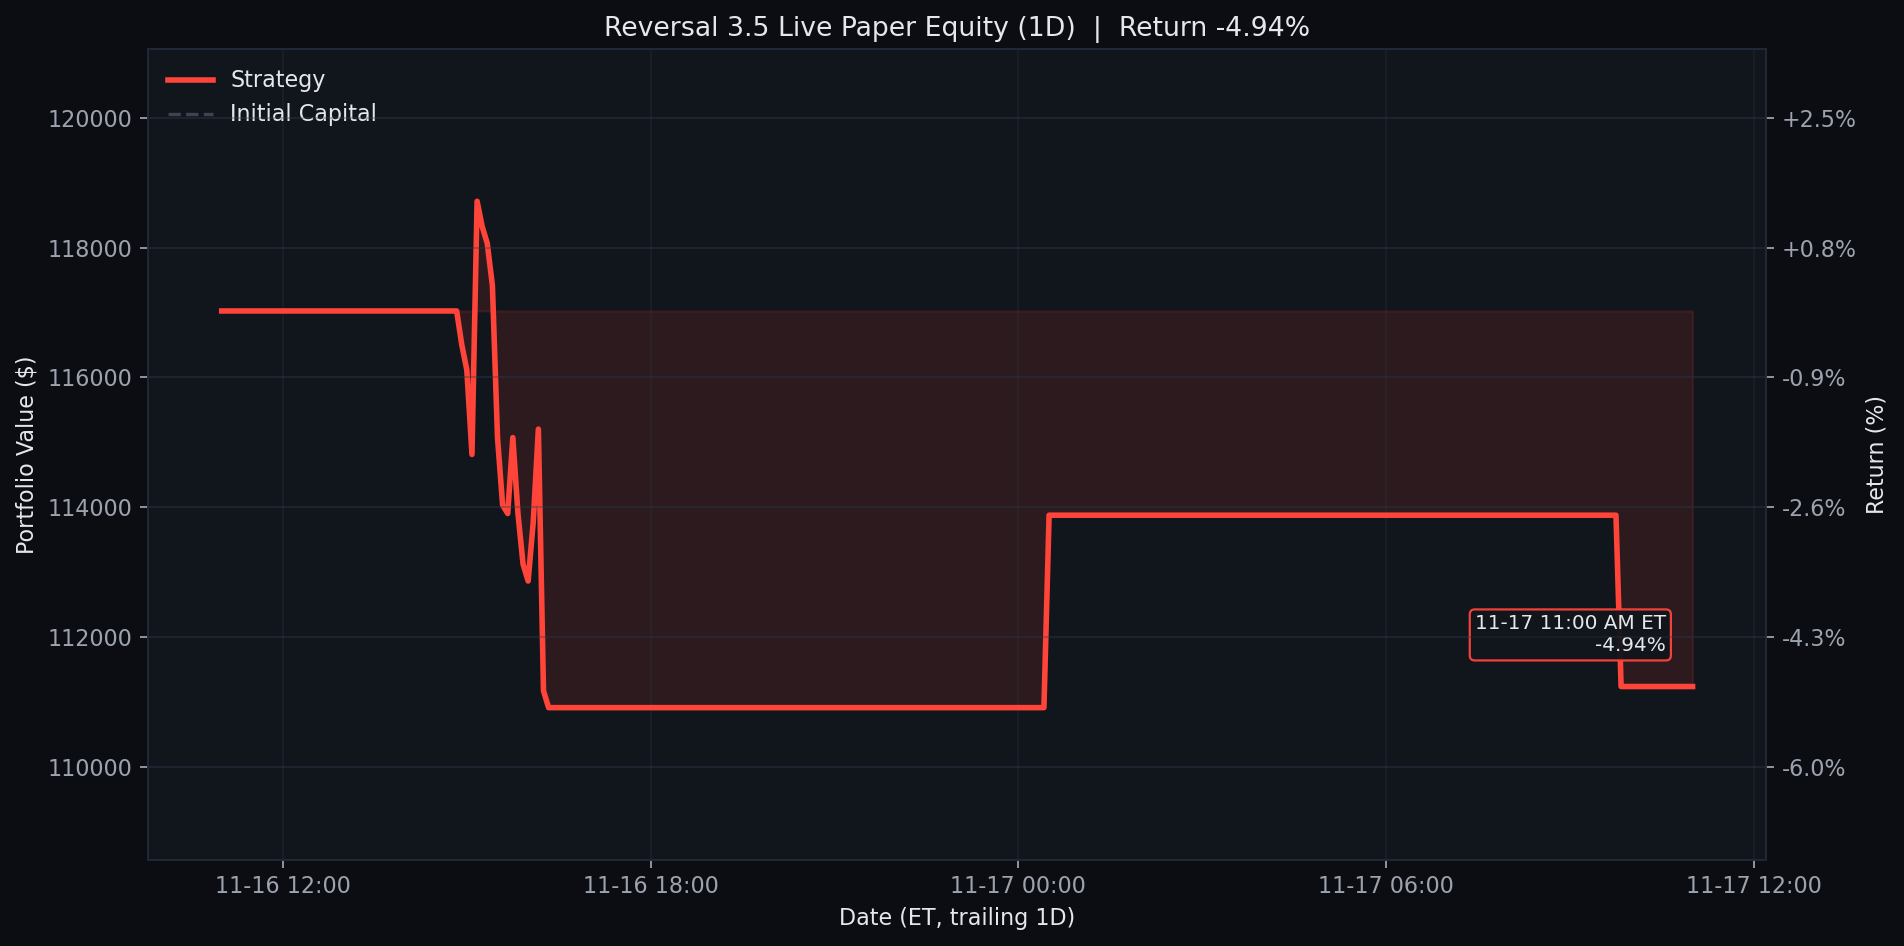 Reversal 3.5 Live Paper Equity (1D) | Return -4.94%
Strategy
Initial Capital
120000
118000
116000
114000
112000
110000
Portfolio Value ($)
+2.5%
+0.8%
-0.9%
-2.6%
-4.3%
-6.0%
Return (%)
11-17 11:00 AM ET
-4.94%
11-16 12:00
11-16 18:00
11-17 00:00
11-17 06:00
11-17 12:00
Date (ET, trailing 1D)